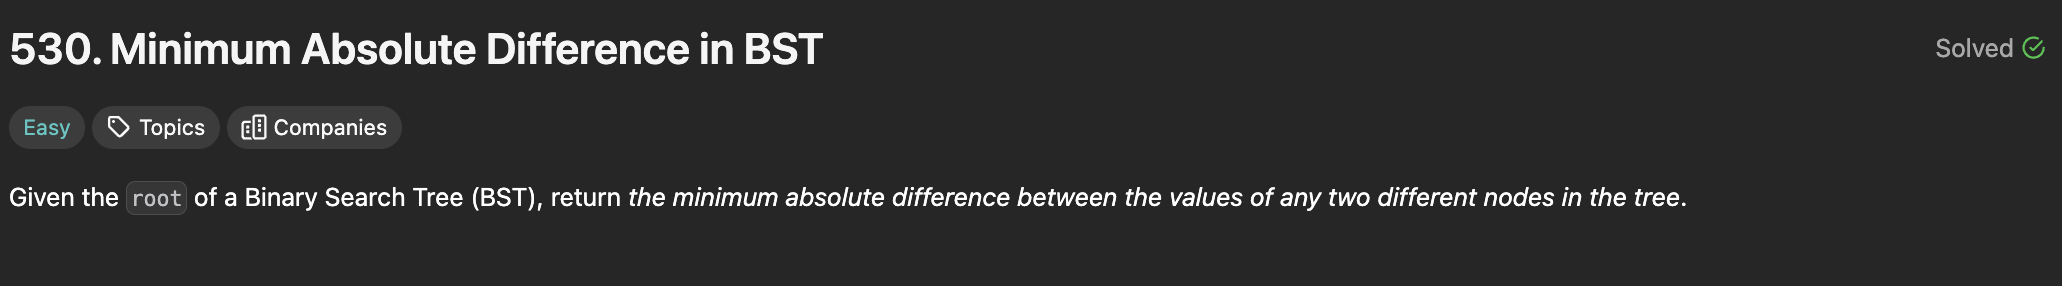 530. Minimum Absolute Difference in BST
Solved
Easy Topics Companies
Given the root of a Binary Search Tree (BST), return the minimum absolute difference between the values of any two different nodes in the tree.